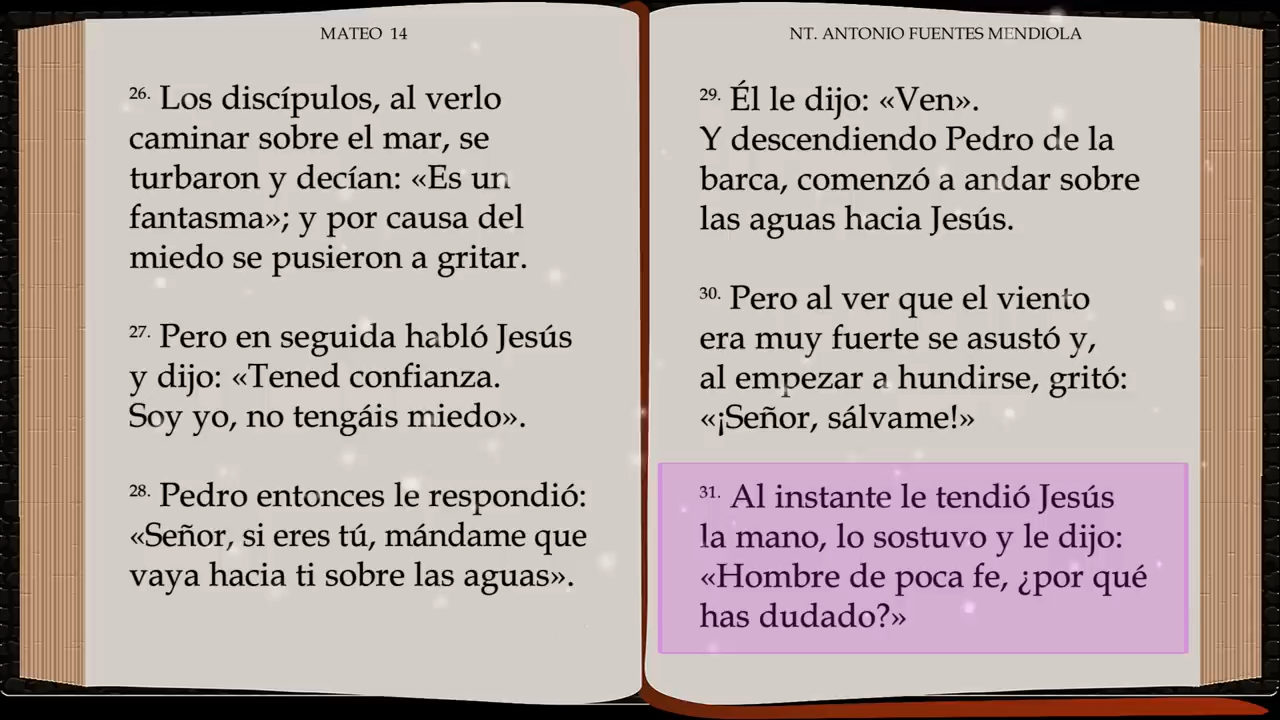 MATEO 14
26. Los discípulos, al verlo
caminar sobre el mar, se
turbaron y decían: «Es un
fantasma»; y por causa del
miedo se pusieron a gritar.
27. Pero en seguida habló Jesús
y dijo: «Tened confianza.
Soy yo, no tengáis miedo».
28. Pedro entonces le respondió:
«Señor, si eres tú, mándame que
vaya hacia ti sobre las aguas».
NT. ANTONIO FUENTES MENDIOLA
29. Él le dijo: «Ven».
Y descendiendo Pedro de la
barca, comenzó a andar sobre
las aguas hacia Jesús.
30. Pero al ver que el viento
era muy fuerte se asustó y,
al empezar a hundirse, gritó:
«¡Señor, sálvame!»
31. Al instante le tendió Jesús
la mano, lo sostuvo y le dijo:
«Hombre de poca fe, ¿por qué
has dudado?»